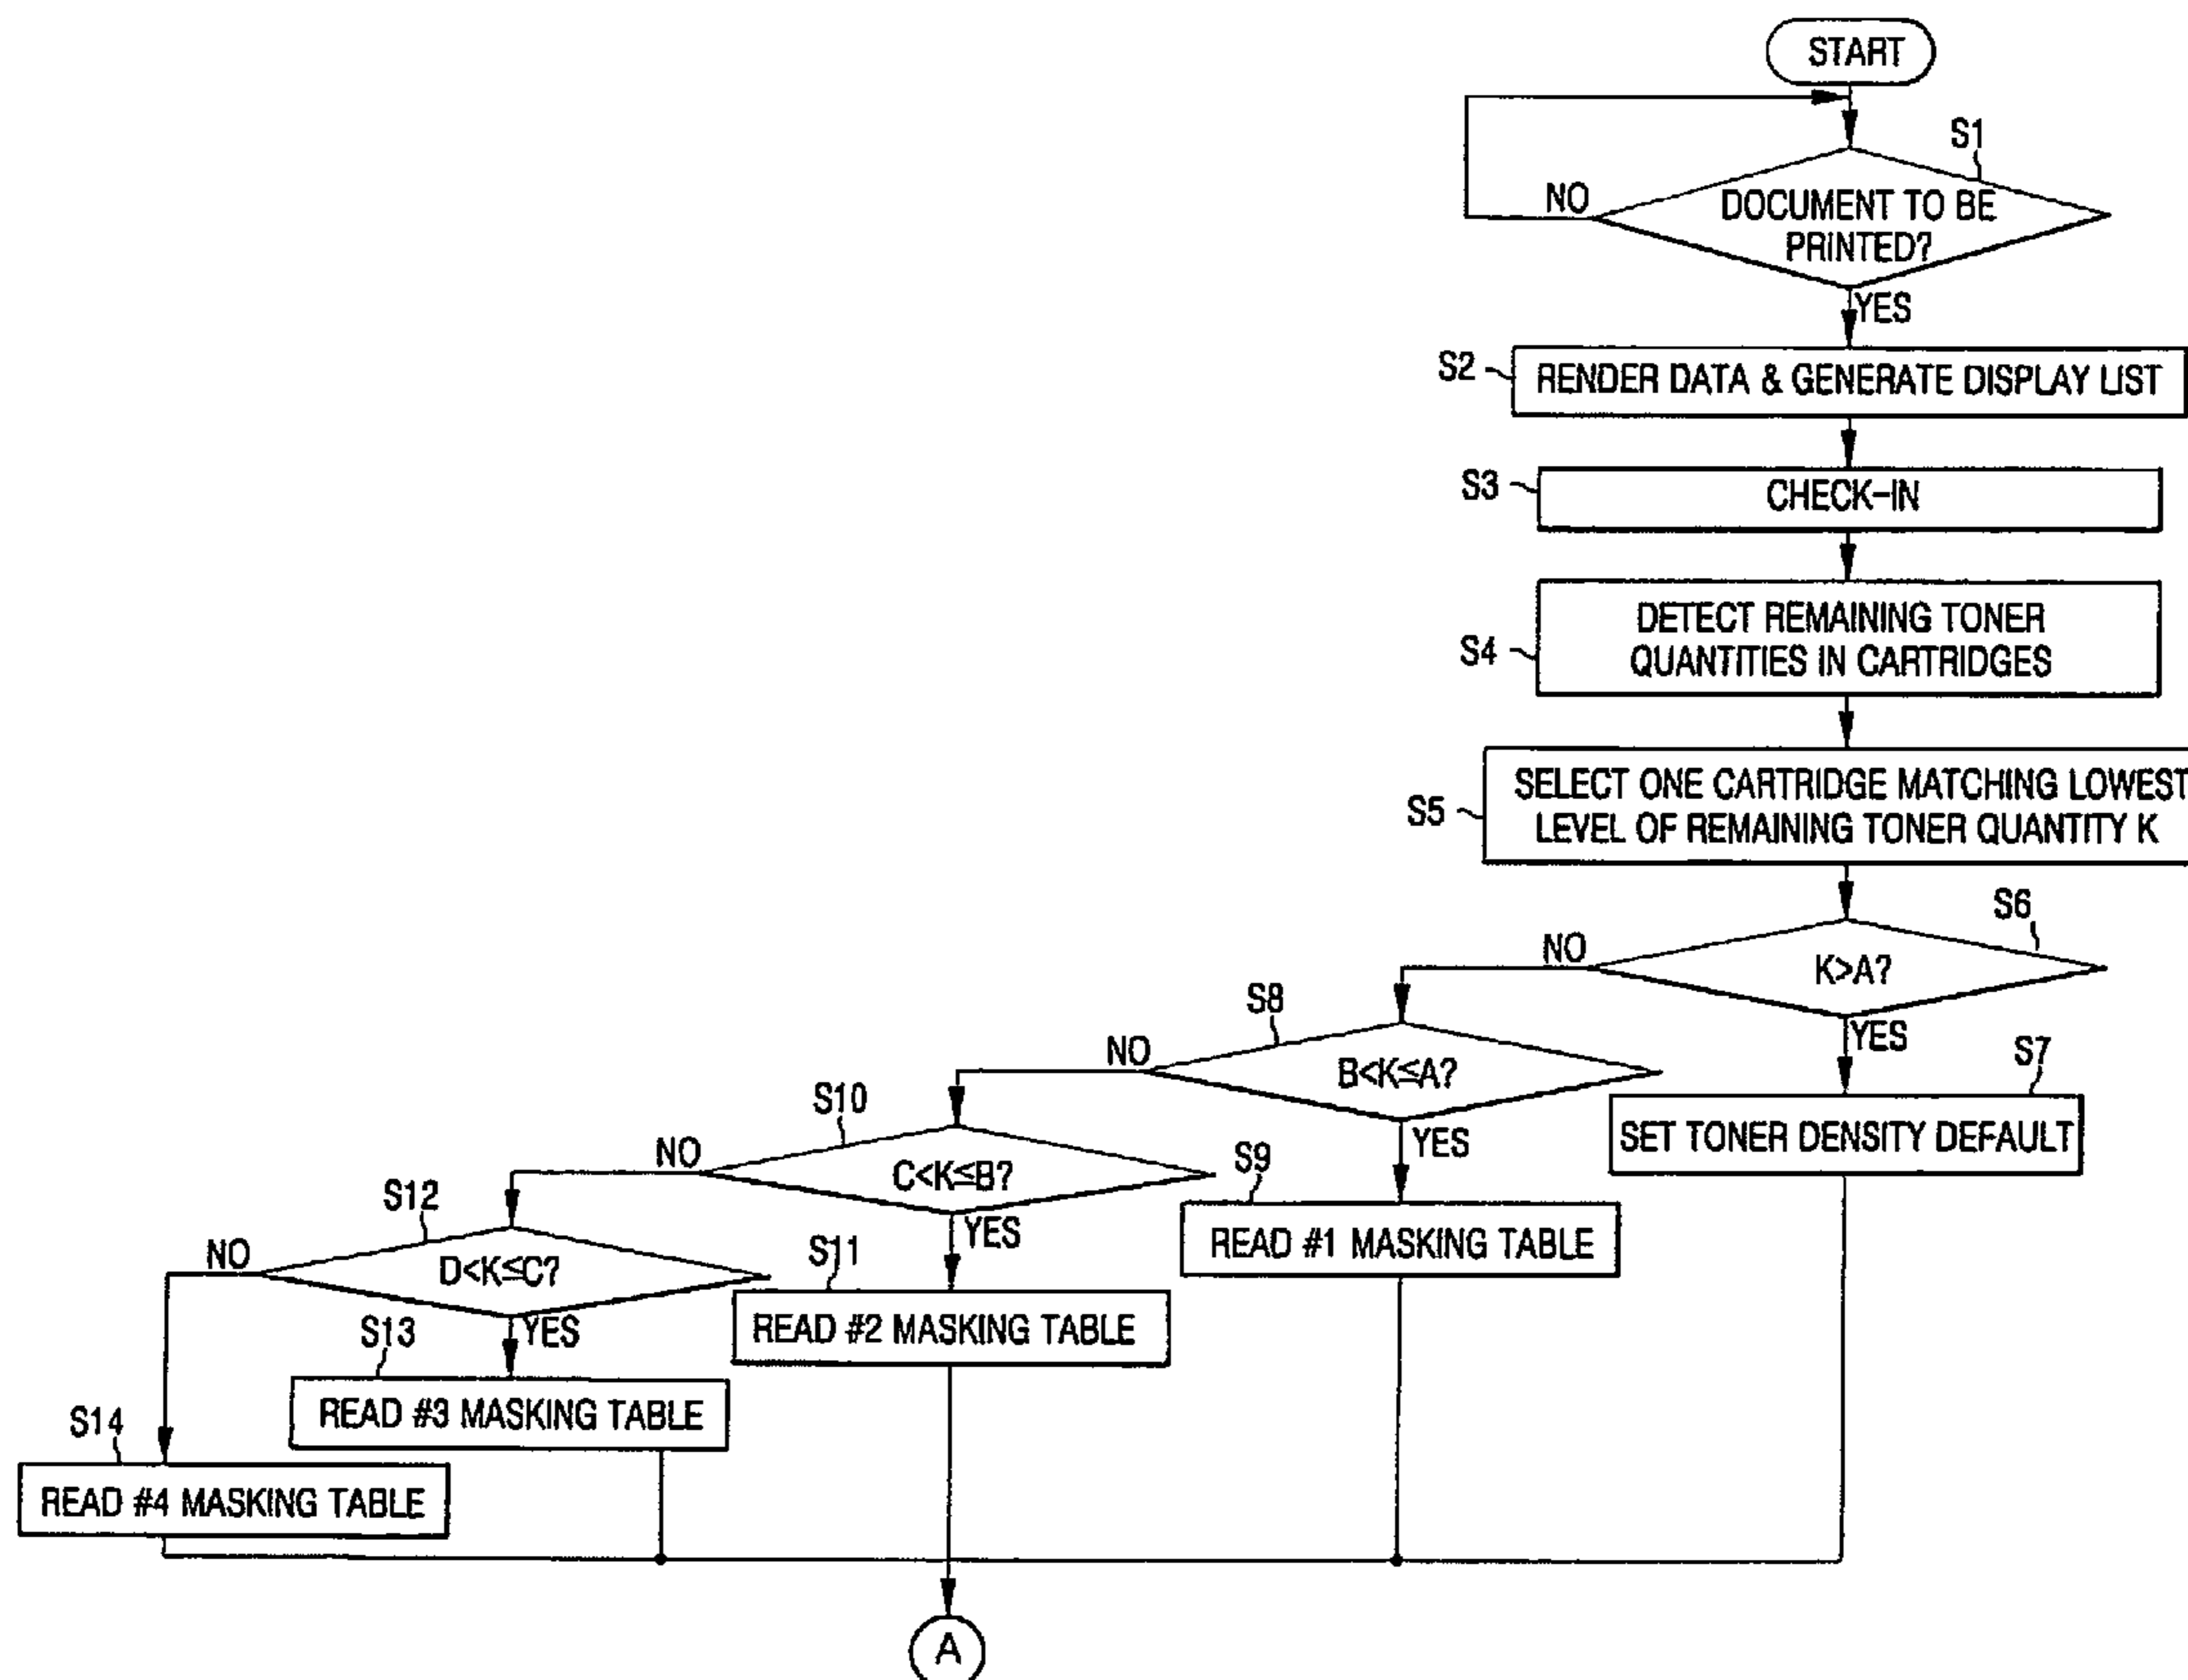 START
S1
NO
DOCUMENT TO BE
PRINTED?
YES
S2
RENDER DATA & GENERATE DISPLAY LIST
S3
CHECK-IN
S4
DETECT REMAINING TONER
QUANTITIES IN CARTRIDGES
S5
SELECT ONE CARTRIDGE MATCHING LOWEST
LEVEL OF REMAINING TONER QUANTITY K
S6
NO
K>A?
YES
S7
SET TONER DENSITY DEFAULT
S8
NO
B<K≤A?
YES
S9
READ #1 MASKING TABLE
S10
NO
C<K≤B?
YES
S11
READ #2 MASKING TABLE
S12
NO
D<K≤C?
YES
S13
READ #3 MASKING TABLE
S14
READ #4 MASKING TABLE
A